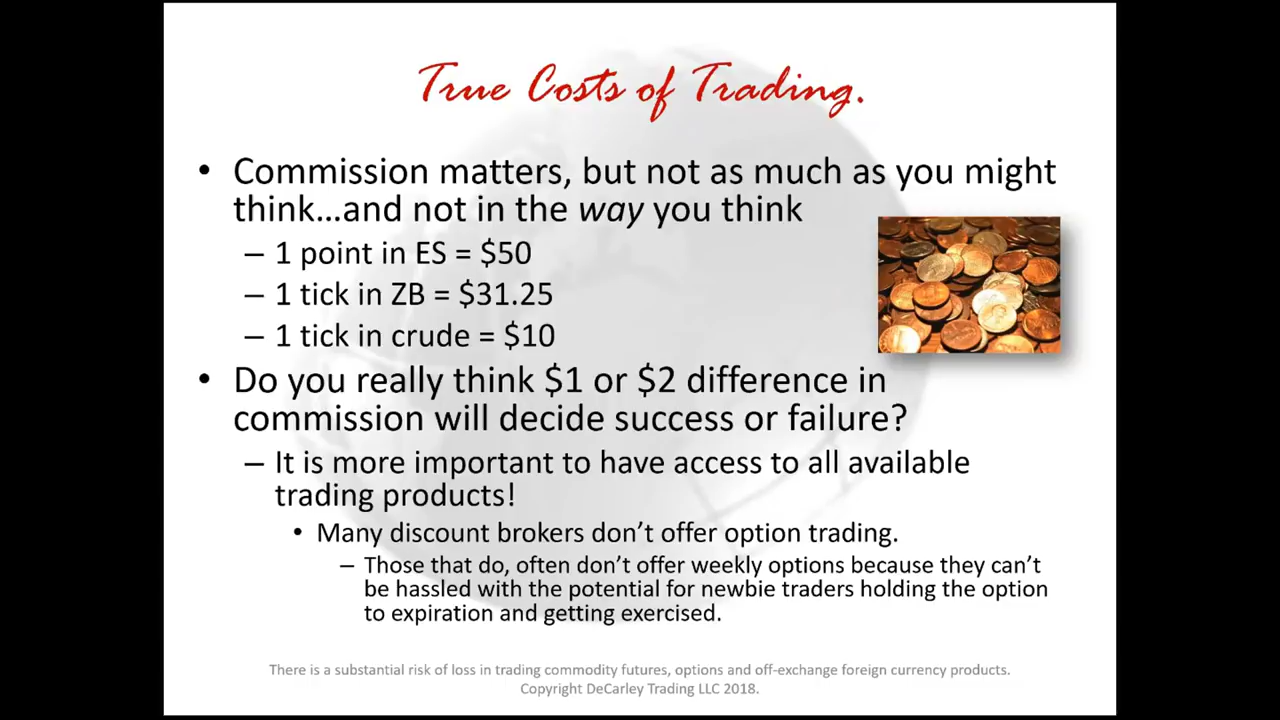 True Costs of Trading.
• Commission matters, but not as much as you might
think…and not in the way you think
– 1 point in ES = $50
– 1 tick in ZB = $31.25
– 1 tick in crude = $10
• Do you really think $1 or $2 difference in
commission will decide success or failure?
– It is more important to have access to all available
trading products!
• Many discount brokers don’t offer option trading.
– Those that do, often don’t offer weekly options because they can’t
be hassled with the potential for newbie traders holding the option
to expiration and getting exercised.
There is a substantial risk of loss in trading commodity futures, options and off-exchange foreign currency products.
Copyright DeCarley Trading LLC 2018.